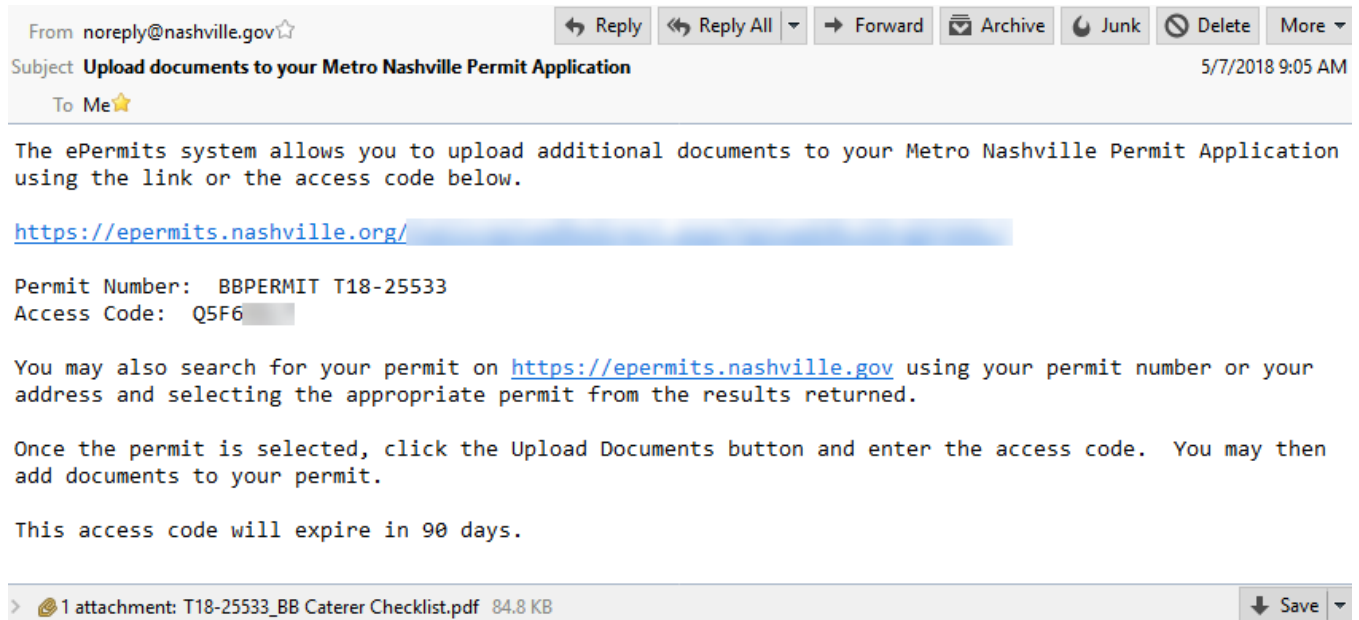 From noreply@nashville.gov Reply Reply All Forward Archive Junk Delete More
Subject Upload documents to your Metro Nashville Permit Application 5/7/2018 9:05 AM
To Me
The ePermits system allows you to upload additional documents to your Metro Nashville Permit Application
using the link or the access code below.
https://epermits.nashville.org/
Permit Number: BBPERMIT T18-25533
Access Code: Q5F6
You may also search for your permit on https://epermits.nashville.gov using your permit number or your
address and selecting the appropriate permit from the results returned.
Once the permit is selected, click the Upload Documents button and enter the access code. You may then
add documents to your permit.
This access code will expire in 90 days.
1 attachment: T18-25533_BB Caterer Checklist.pdf 84.8 KB Save